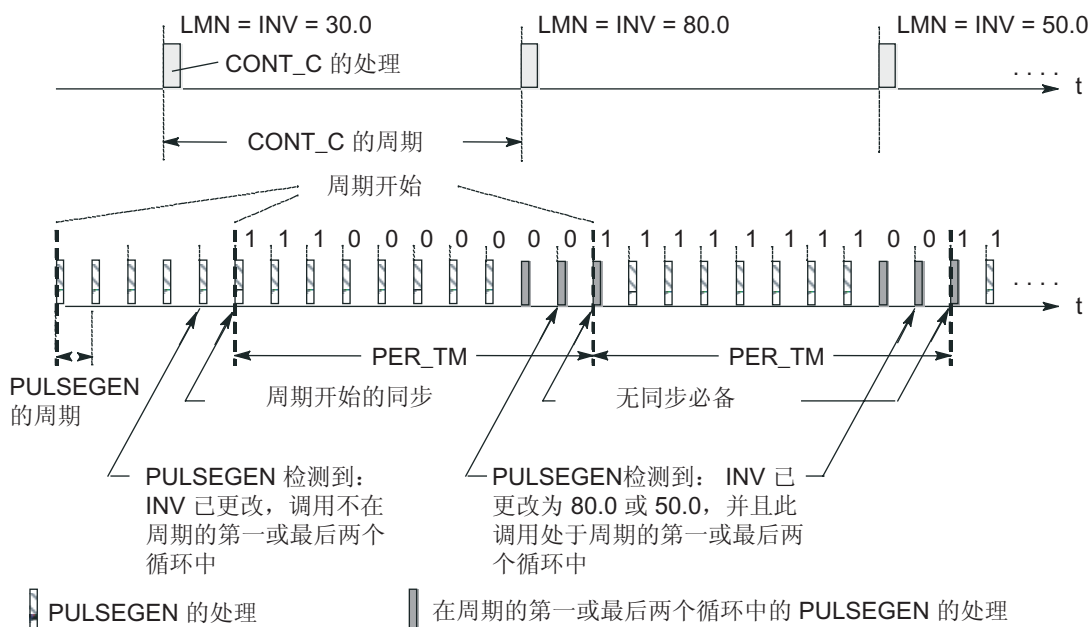 LMN = INV = 30.0
LMN = INV = 80.0
LMN = INV = 50.0
CONT_C 的处理
. . . .
t
CONT_C 的周期
周期开始
1 1 1 0 0 0 0 0 0 0 1 1 1 1 1 1 1 1 0 0 1 1
. . . .
t
PER_TM
PER_TM
PULSEGEN
的周期
周期开始的同步
无同步必备
PULSEGEN 检测到：
INV 已更改，调用不在
周期的第一或最后两个
循环中
PULSEGEN检测到： INV 已
更改为 80.0 或 50.0，并且此
调用处于周期的第一或最后两
个循环中
PULSEGEN 的处理
在周期的第一或最后两个循环中的 PULSEGEN 的处理